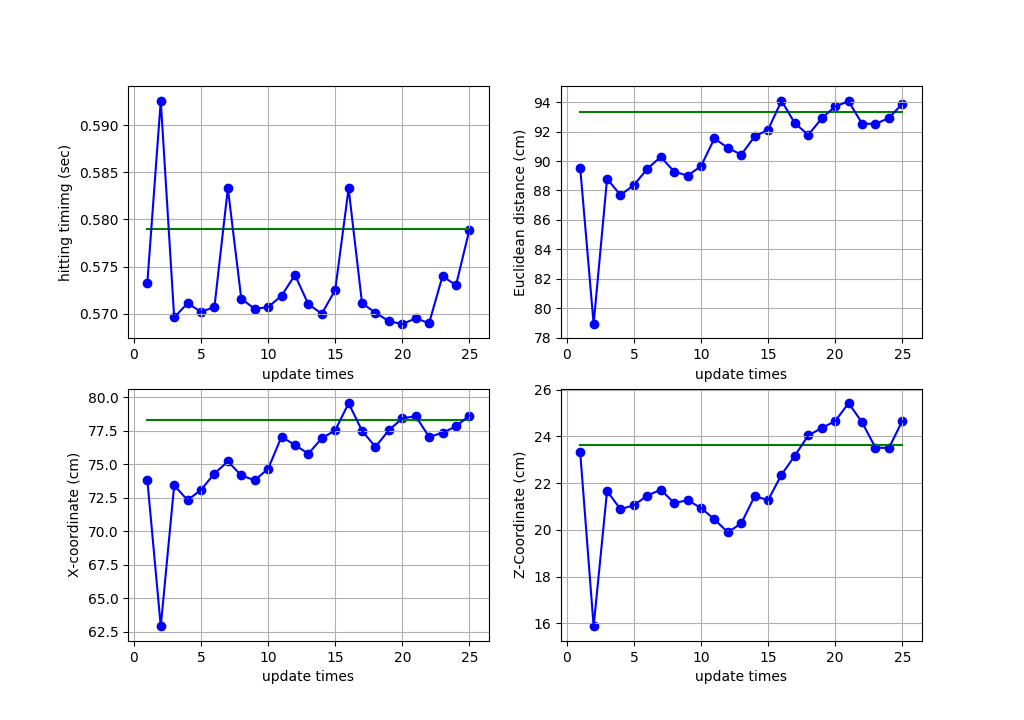 0.590
0.585
0.580
0.575
0.570
hitting timimg (sec)
0 5 10 15 20 25
update times
94
92
90
88
86
84
82
80
78
Euclidean distance (cm)
0 5 10 15 20 25
update times
80.0
77.5
75.0
72.5
70.0
67.5
65.0
62.5
X-coordinate (cm)
0 5 10 15 20 25
update times
26
24
22
20
18
16
Z-Coordinate (cm)
0 5 10 15 20 25
update times